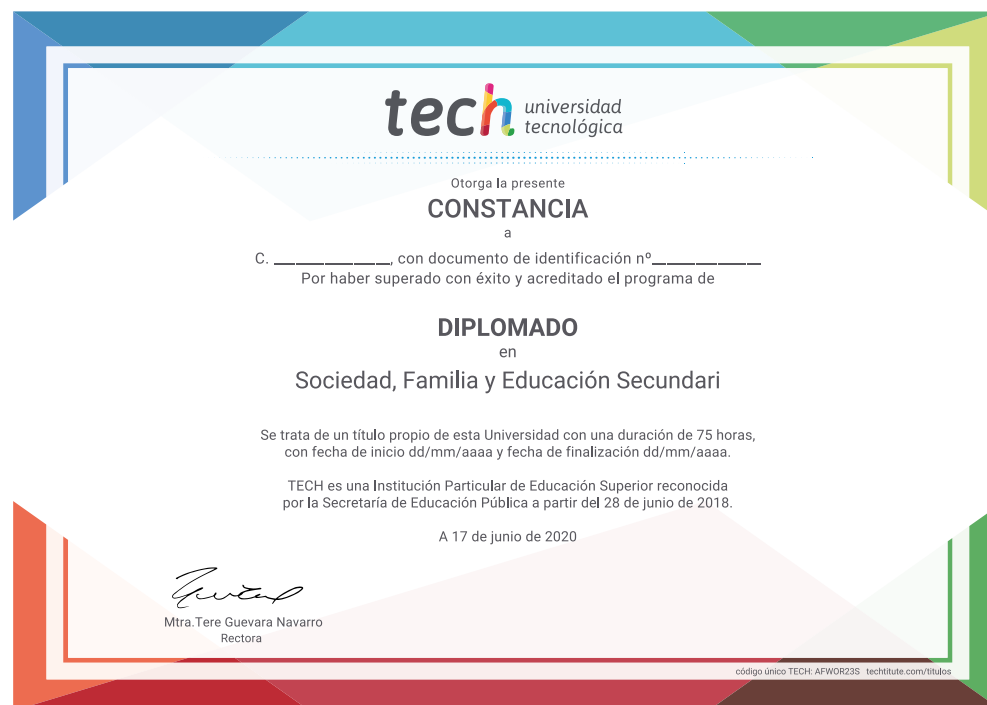 tech universidad
tecnológica
Otorga la presente
CONSTANCIA
a
C. ______________, con documento de identificación nº______________
Por haber superado con éxito y acreditado el programa de
DIPLOMADO
en
Sociedad, Familia y Educación Secundari
Se trata de un título propio de esta Universidad con una duración de 75 horas,
con fecha de inicio dd/mm/aaaa y fecha de finalización dd/mm/aaaa.
TECH es una Institución Particular de Educación Superior reconocida
por la Secretaría de Educación Pública a partir del 28 de junio de 2018.
A 17 de junio de 2020
Mtra.Tere Guevara Navarro
Rectora
código único TECH: AFWOR23S techtitute.com/titulos